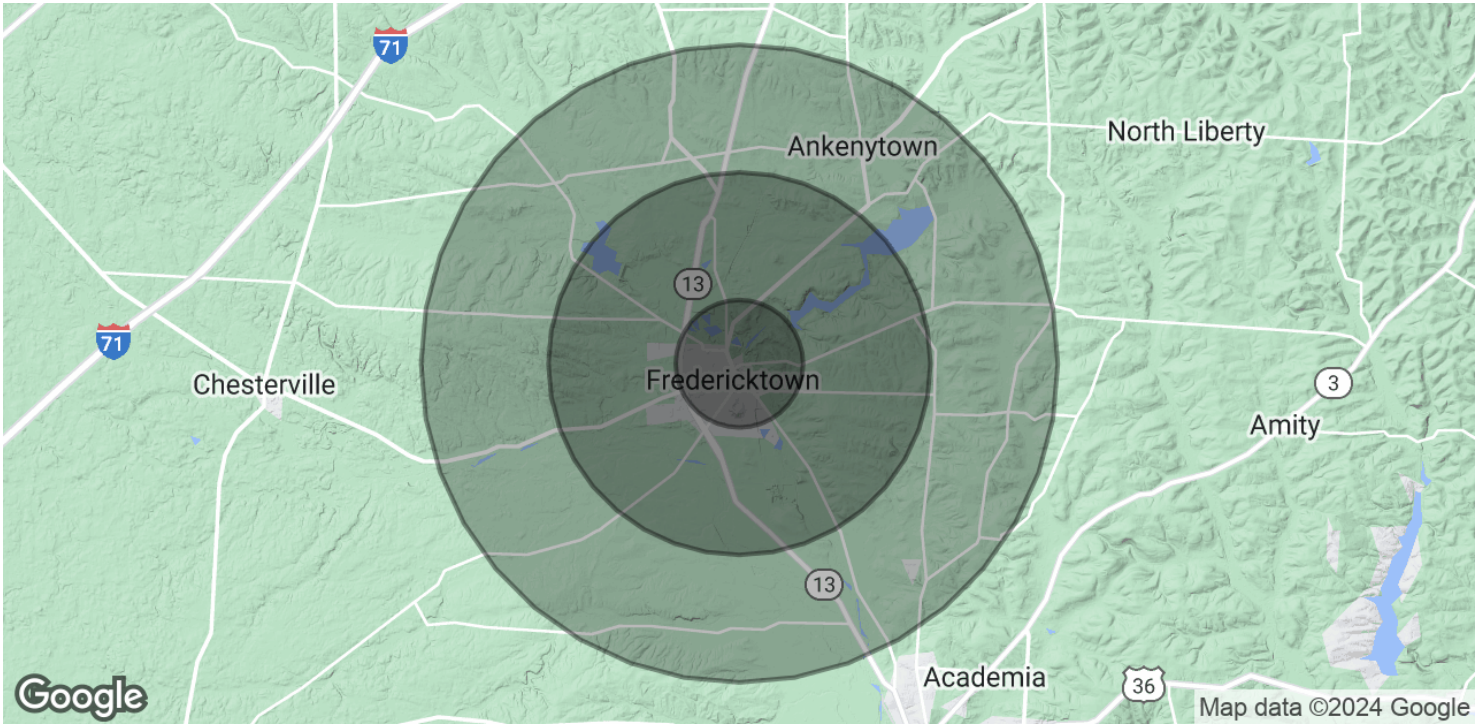 71
Ankenytown
North Liberty
13
71
Fredericktown
Chesterville
3
Amity
13
Academia
36
Google
Map data ©2024 Google